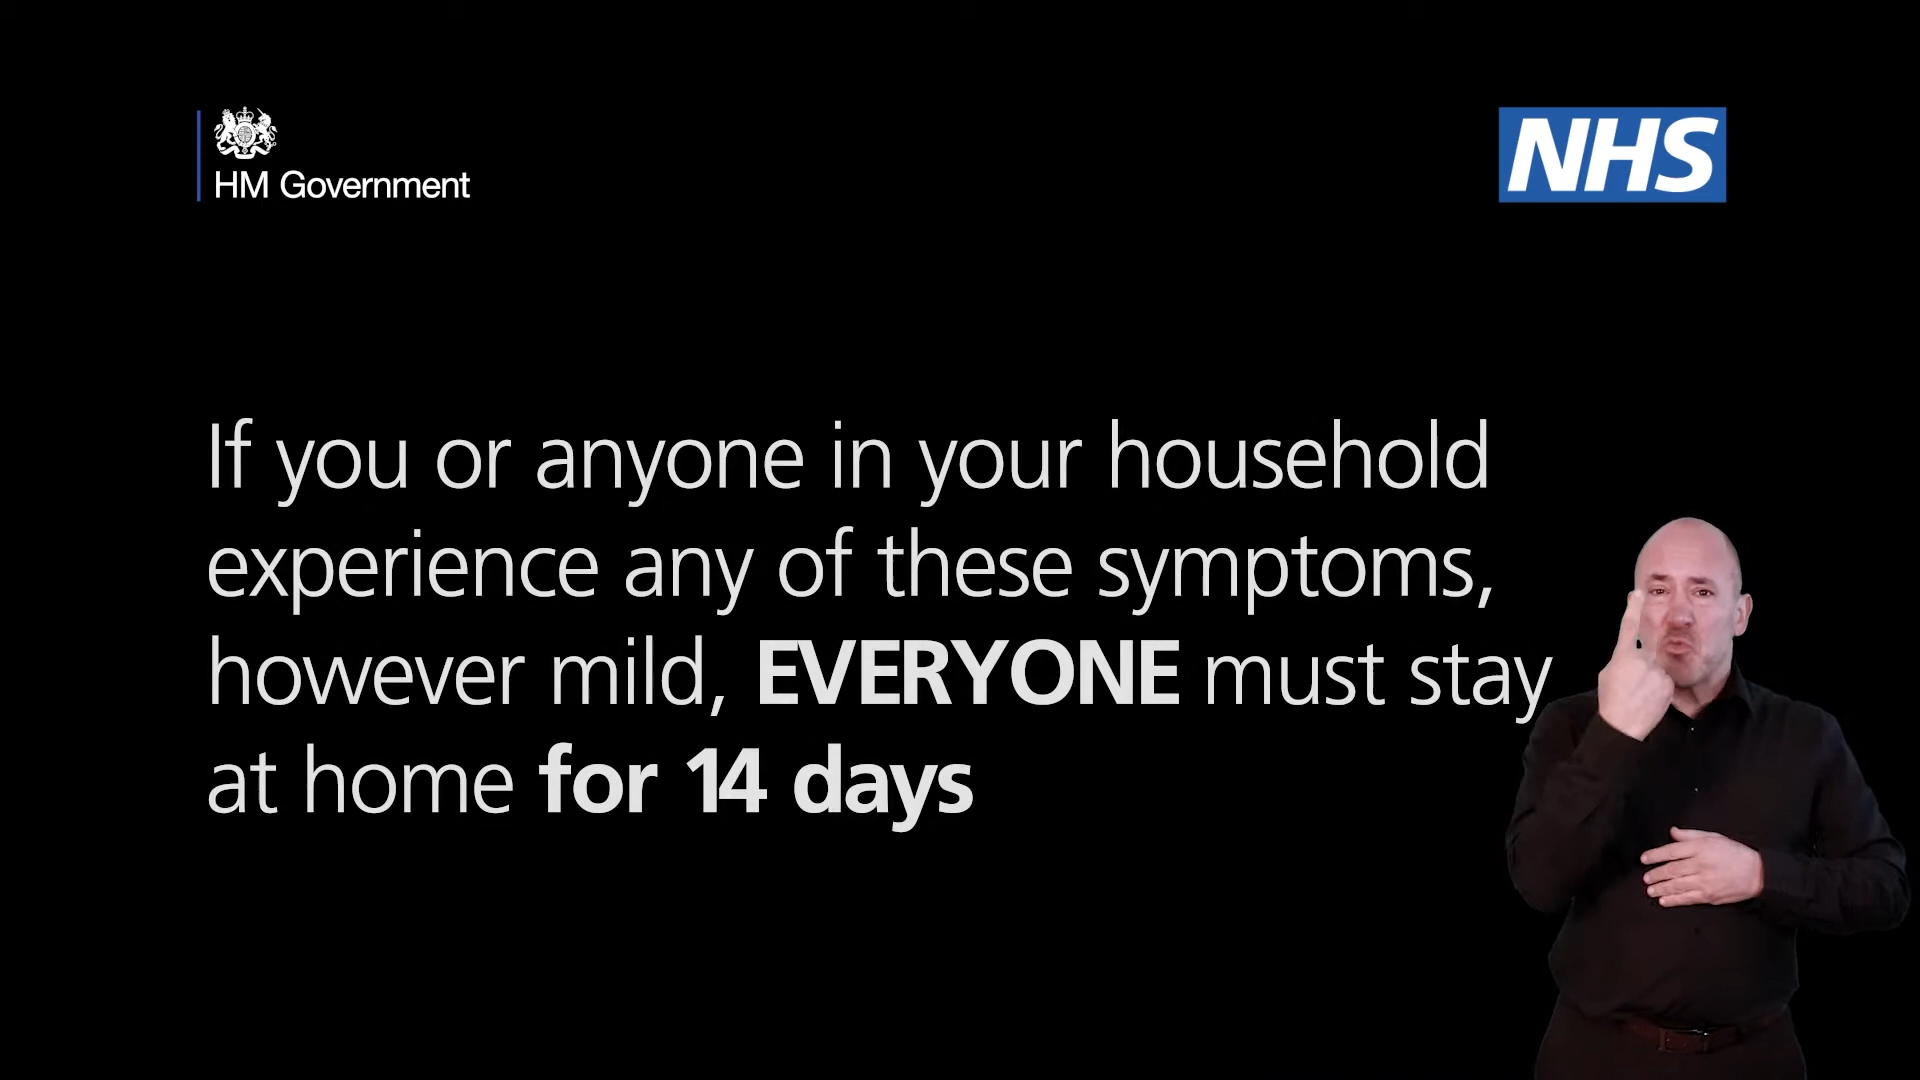 HM Government
NHS
If you or anyone in your household
experience any of these symptoms,
however mild, EVERYONE must stay
at home for 14 days